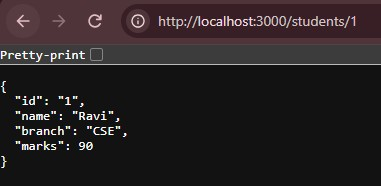 http://localhost:3000/students/1
Pretty-print
{
  "id": "1",
  "name": "Ravi",
  "branch": "CSE",
  "marks": 90
}